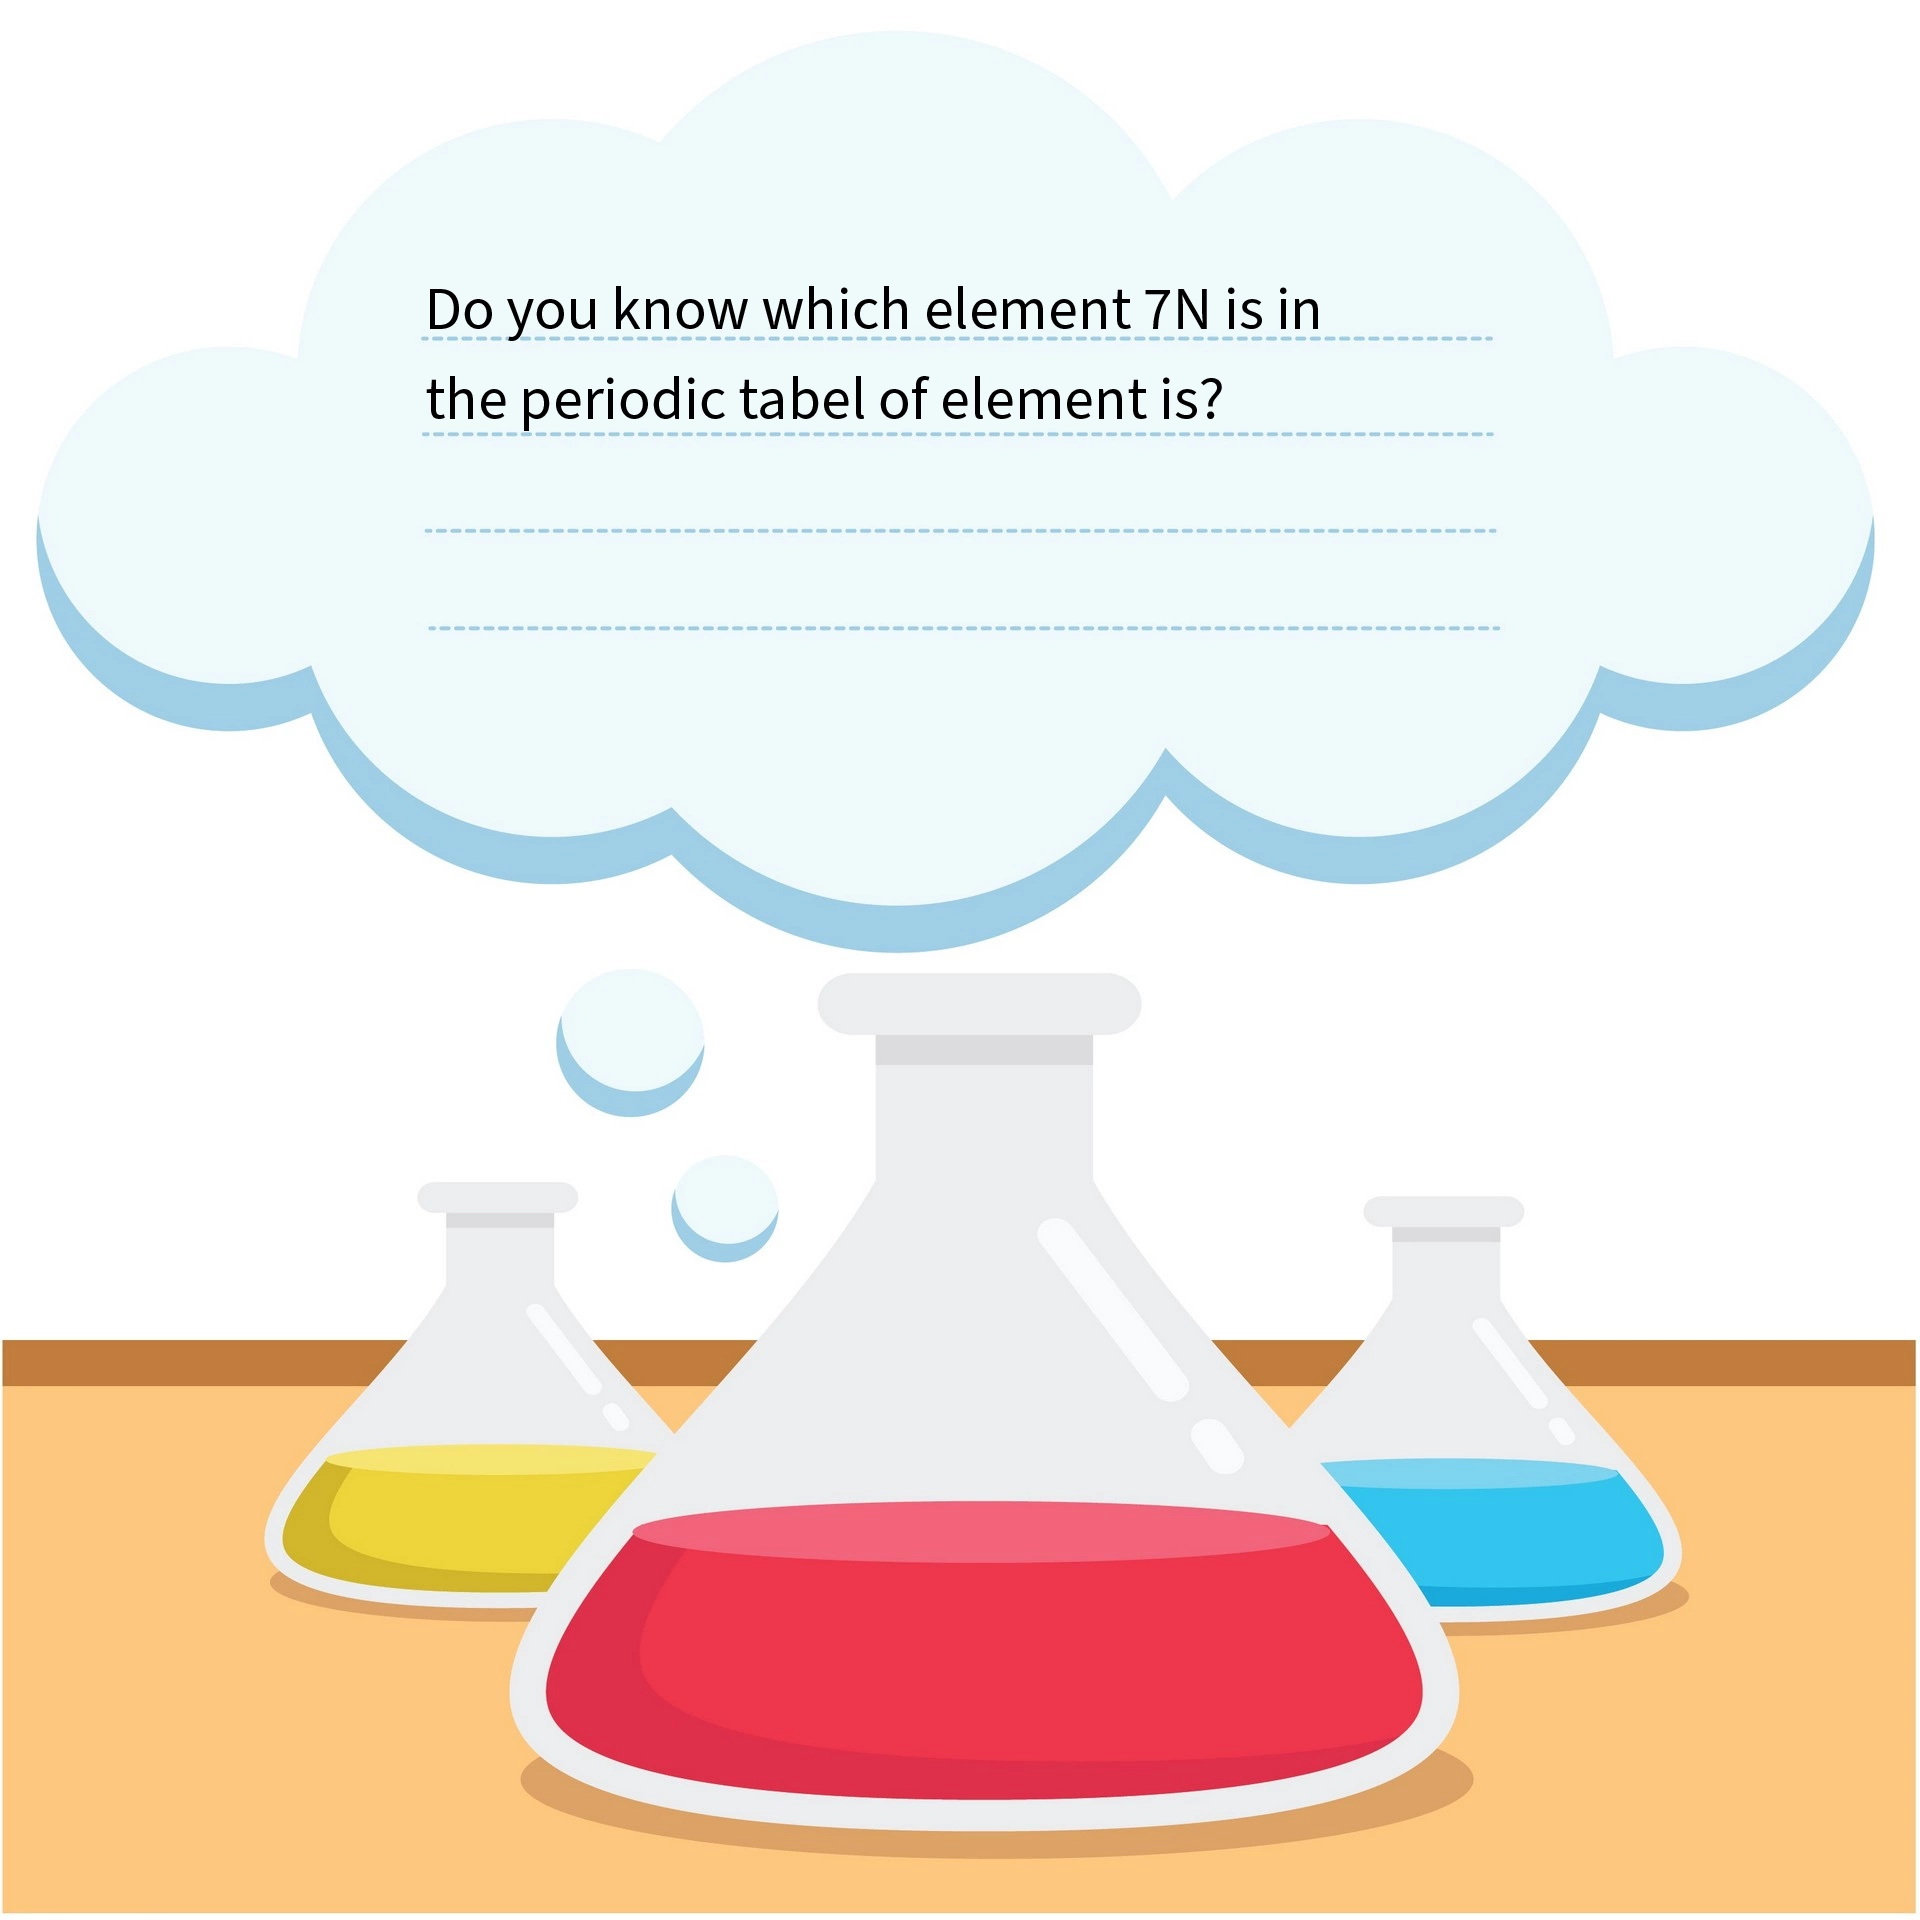 Do you know which element 7N is in
the periodic tabel of element is?